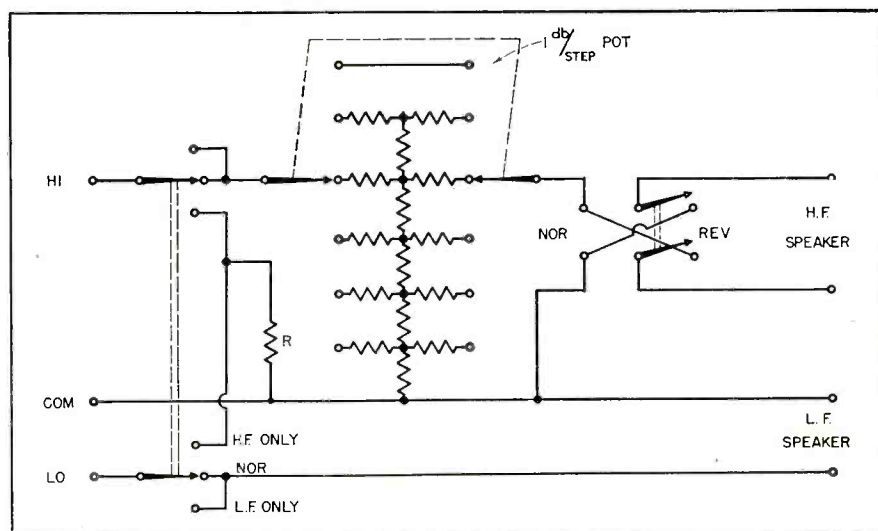 1 db/STEP POT
HI
NOR
REV
H.F.
SPEAKER
R
COM
L.F.
SPEAKER
H.F. ONLY
LO
NOR
L.F. ONLY